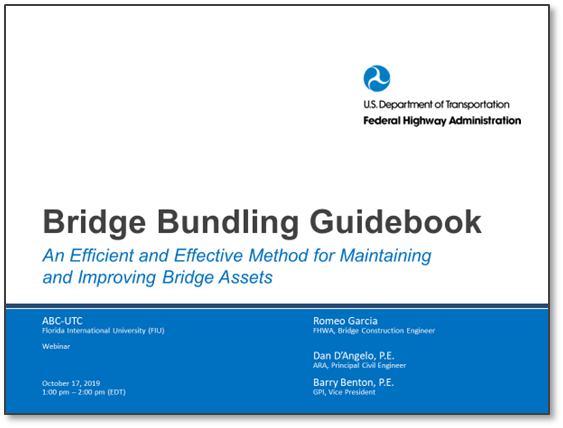 U.S. Department of Transportation
Federal Highway Administration
Bridge Bundling Guidebook
An Efficient and Effective Method for Maintaining
and Improving Bridge Assets
ABC-UTC
Florida International University (FIU)
Webinar
October 17, 2019
1:00 pm – 2:00 pm (EDT)
Romeo Garcia
FHWA, Bridge Construction Engineer
Dan D’Angelo, P.E.
ARA, Principal Civil Engineer
Barry Benton, P.E.
GPI, Vice President